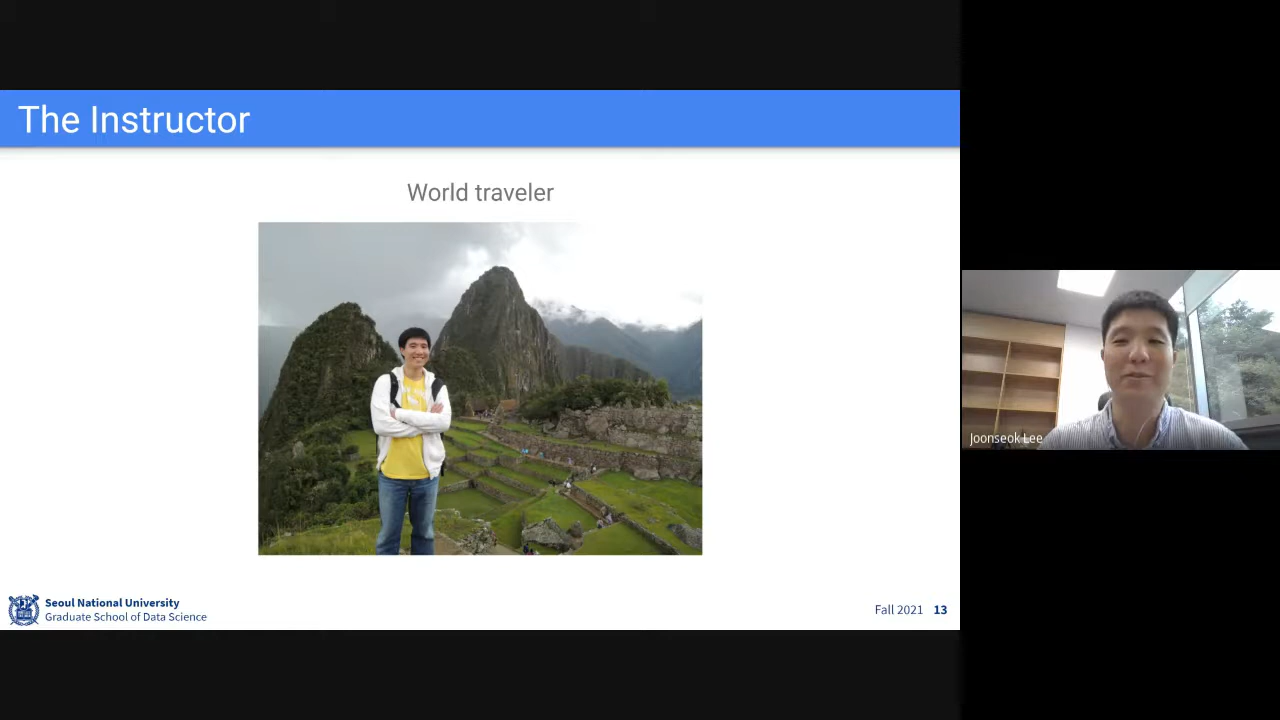 The Instructor
World traveler
Joonseok Lee
Seoul National University
Graduate School of Data Science
Fall 2021 13